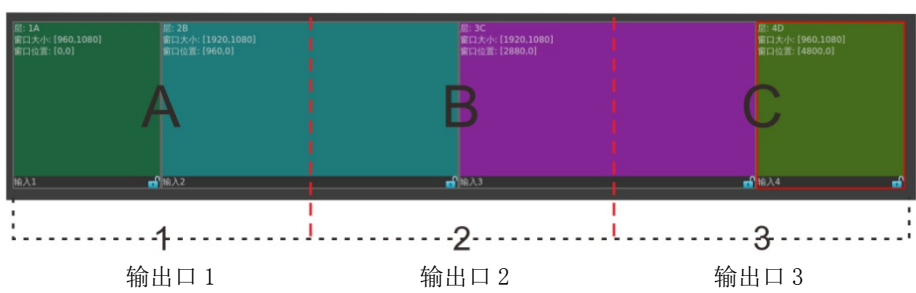 层: 1A
窗口大小: [960,1080]
窗口位置: [0,0]
层: 2B
窗口大小: [1920,1080]
窗口位置: [960,0]
层: 3C
窗口大小: [1920,1080]
窗口位置: [2880,0]
层: 4D
窗口大小: [960,1080]
窗口位置: [4800,0]
A B C
输入1 输入2 输入3 输入4
1 2 3
输出口 1 输出口 2 输出口 3